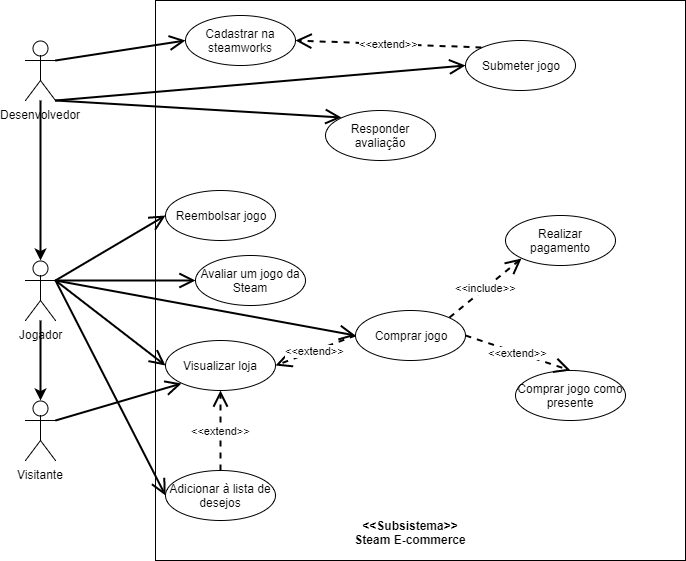 Cadastrar na
steamworks
<<extend>>
Submeter jogo
Desenvolvedor
Responder
avaliação
Reembolsar jogo
Realizar
pagamento
Avaliar um jogo da
Steam
<<include>>
Jogador
Comprar jogo
<<extend>>
<<extend>>
Visualizar loja
Comprar jogo como
presente
<<extend>>
Visitante
Adicionar à lista de
desejos
<<Subsistema>>
Steam E-commerce